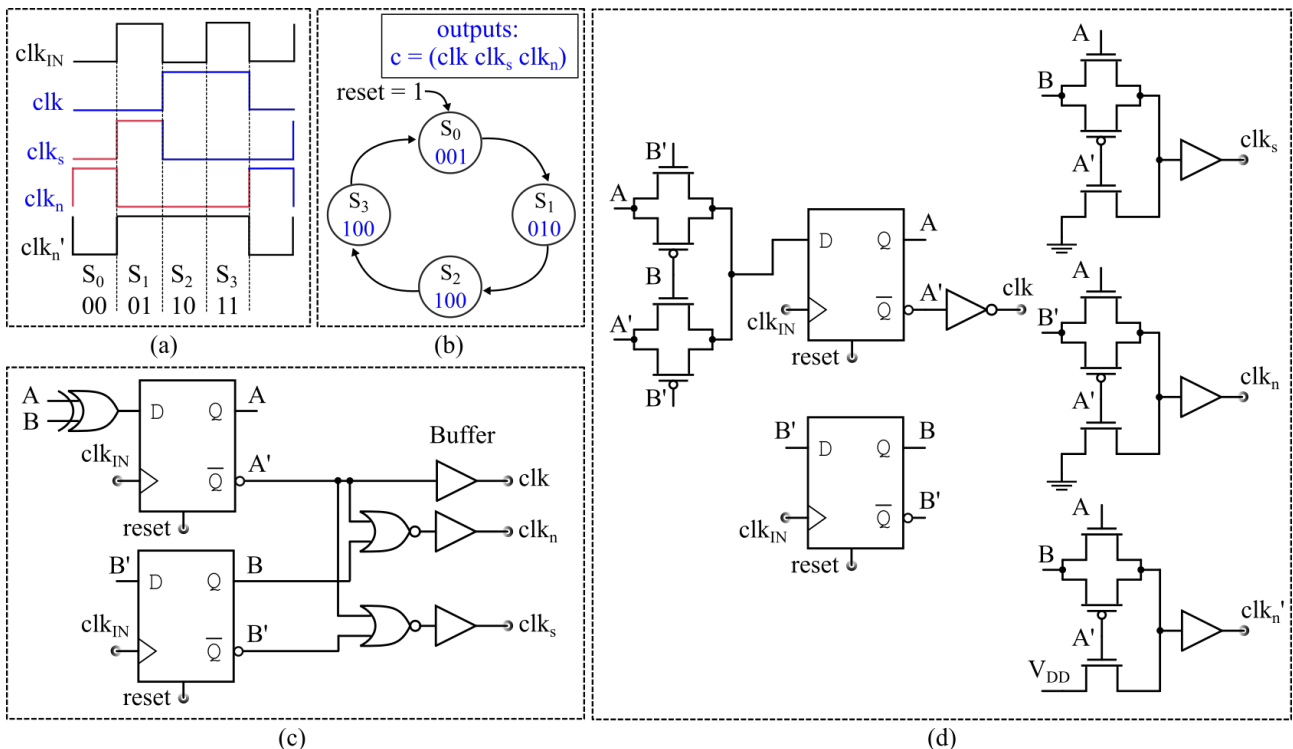 clk_IN
clk
clk_s
clk_n
clk_n'
S_0 S_1 S_2 S_3
00 01 10 11
(a)
outputs:
c = (clk clk_s clk_n)
reset = 1
S_0
001
S_1
010
S_2
100
S_3
100
(b)
A
B
D Q A
clk_IN
Q A'
reset
Buffer
clk
clk_n
clk_s
B'
D Q B
clk_IN
Q B'
reset
(c)
B'
A
B
A'
B'
D Q A
clk_IN
Q A'
clk
reset
B'
D Q B
clk_IN
Q B'
reset
A
B
A'
clk_s
A
B'
A'
clk_n
A
B
A'
V_DD
clk_n'
(d)